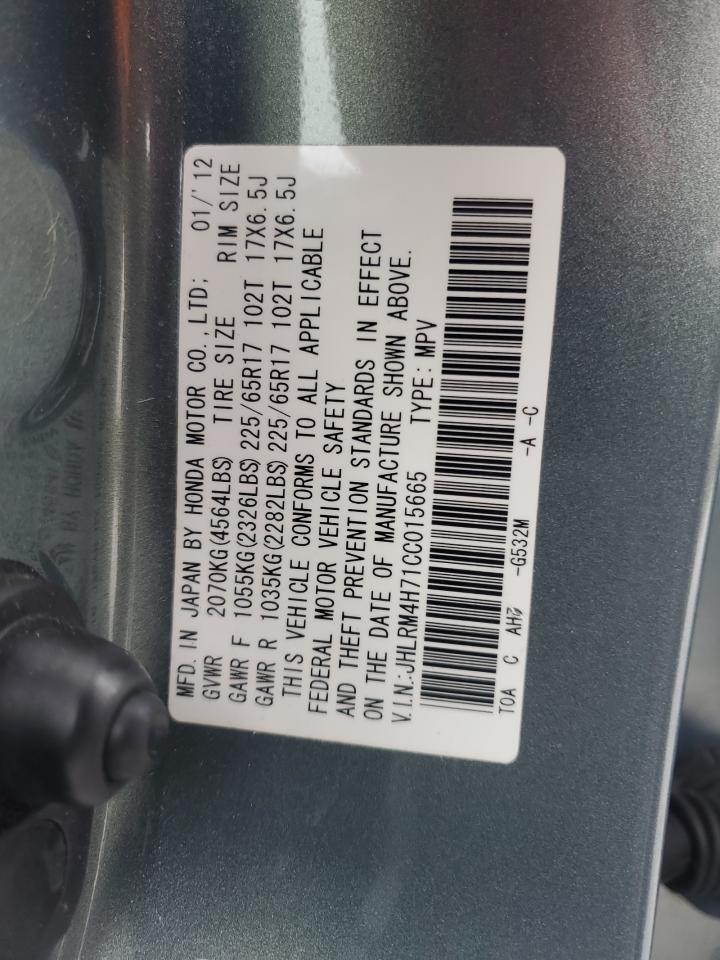 MFD. IN JAPAN BY HONDA MOTOR CO., LTD; 01/'12
GVWR 2070KG(4564LBS) TIRE SIZE RIM SIZE
GAWR F 1055KG(2326LBS) 225/65R17 102T 17X6.5J
GAWR R 1035KG(2282LBS) 225/65R17 102T 17X6.5J
THIS VEHICLE CONFORMS TO ALL APPLICABLE
FEDERAL MOTOR VEHICLE SAFETY
AND THEFT PREVENTION STANDARDS IN EFFECT
ON THE DATE OF MANUFACTURE SHOWN ABOVE.
V.I.N.:JHLRM4H71CC015665 TYPE: MPV
T0A C -G532M -A -C